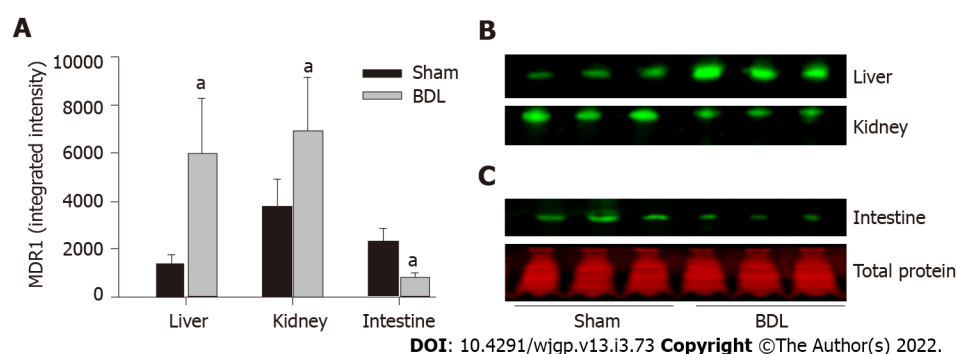 A
MDR1 (integrated intensity)
10000
8000
6000
4000
2000
0
a
a
a
Sham
BDL
Liver
Kidney
Intestine
B
Liver
Kidney
C
Intestine
Total protein
Sham
BDL
DOI: 10.4291/wjgp.v13.i3.73 Copyright ©The Author(s) 2022.